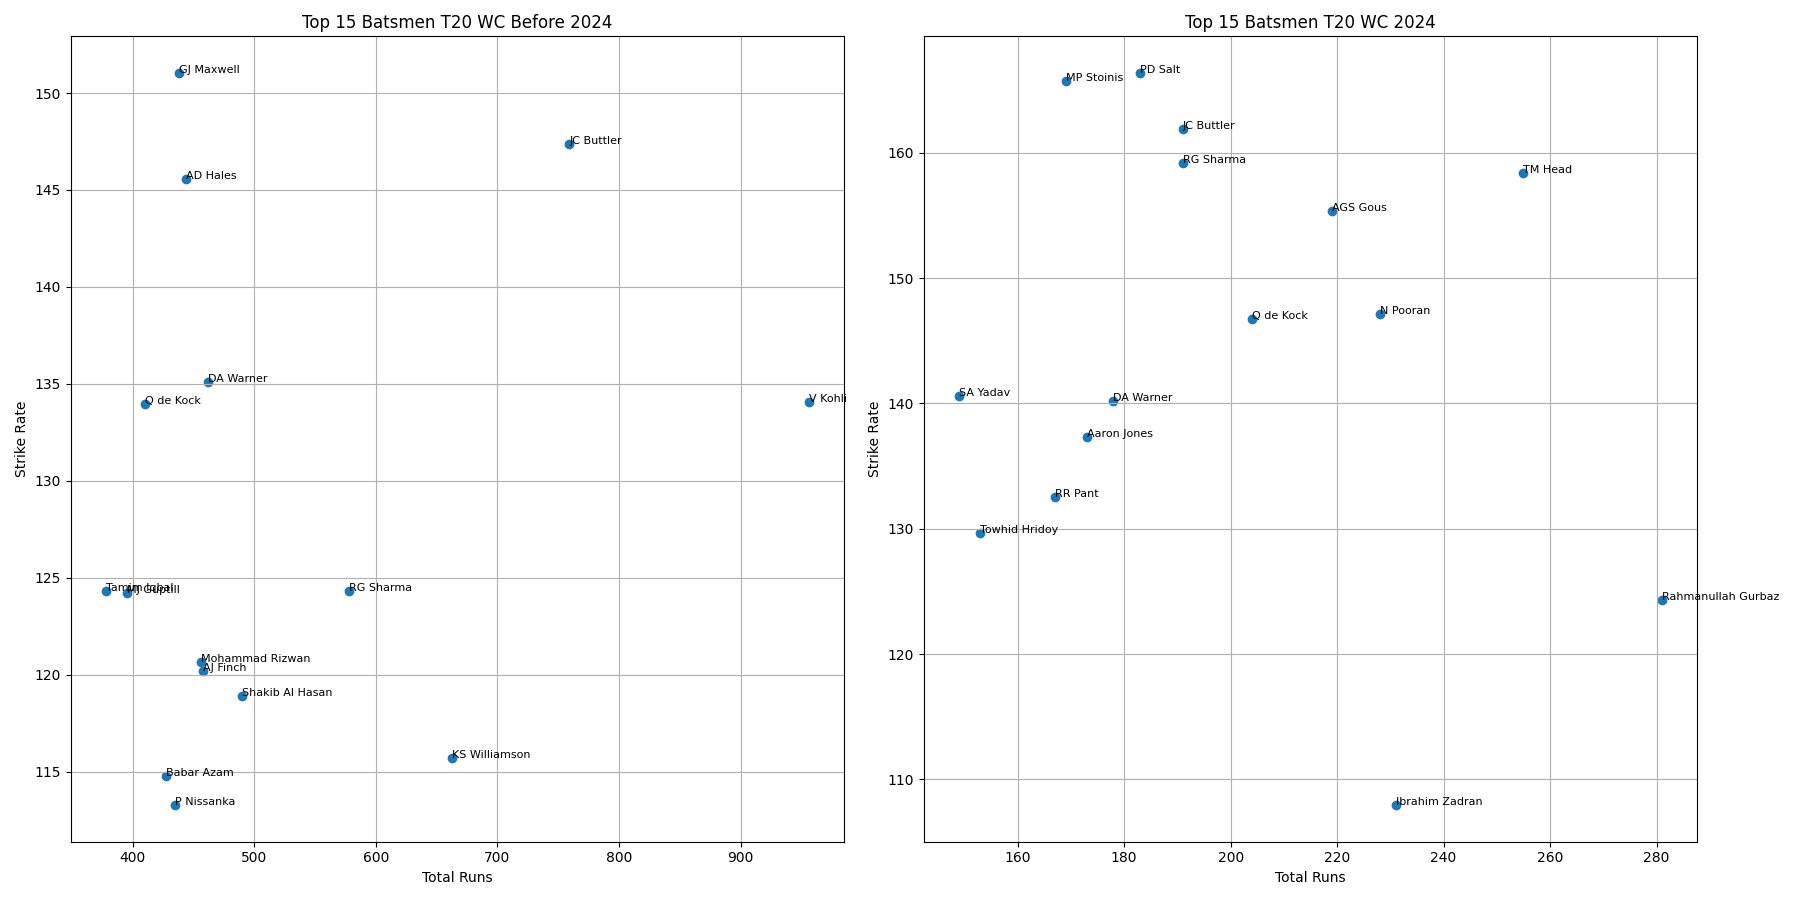 Top 15 Batsmen T20 WC Before 2024
Strike Rate
150
145
140
135
130
125
120
115
GJ Maxwell
JC Buttler
AD Hales
DA Warner
V Kohli
Q de Kock
Tamim Iqbal
MJ Guptill
RG Sharma
Mohammad Rizwan
AJ Finch
Shakib Al Hasan
KS Williamson
Babar Azam
P Nissanka
400 500 600 700 800 900
Total Runs
Top 15 Batsmen T20 WC 2024
Strike Rate
160
150
140
130
120
110
PD Salt
MP Stoinis
JC Buttler
RG Sharma
TM Head
AGS Gous
N Pooran
Q de Kock
SA Yadav
DA Warner
Aaron Jones
RR Pant
Towhid Hridoy
Rahmanullah Gurbaz
Ibrahim Zadran
160 180 200 220 240 260 280
Total Runs